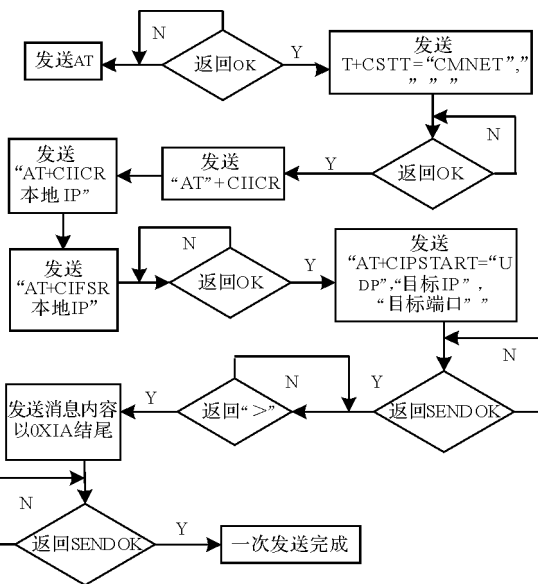 N
发送AT
返回OK
Y
发送
T+CSTT="CMNET","
" " "
N
返回OK
Y
发送
"AT"+CIICR
发送
"AT+CIICR
本地IP"
发送
"AT+CIFSR
本地IP"
N
返回OK
Y
发送
"AT+CIPSTART="U
DP","目标IP",
"目标端口" "
N
返回SENDOK
Y
N
返回">"
Y
发送消息内容
以0XIA结尾
N
返回SENDOK
Y
一次发送完成